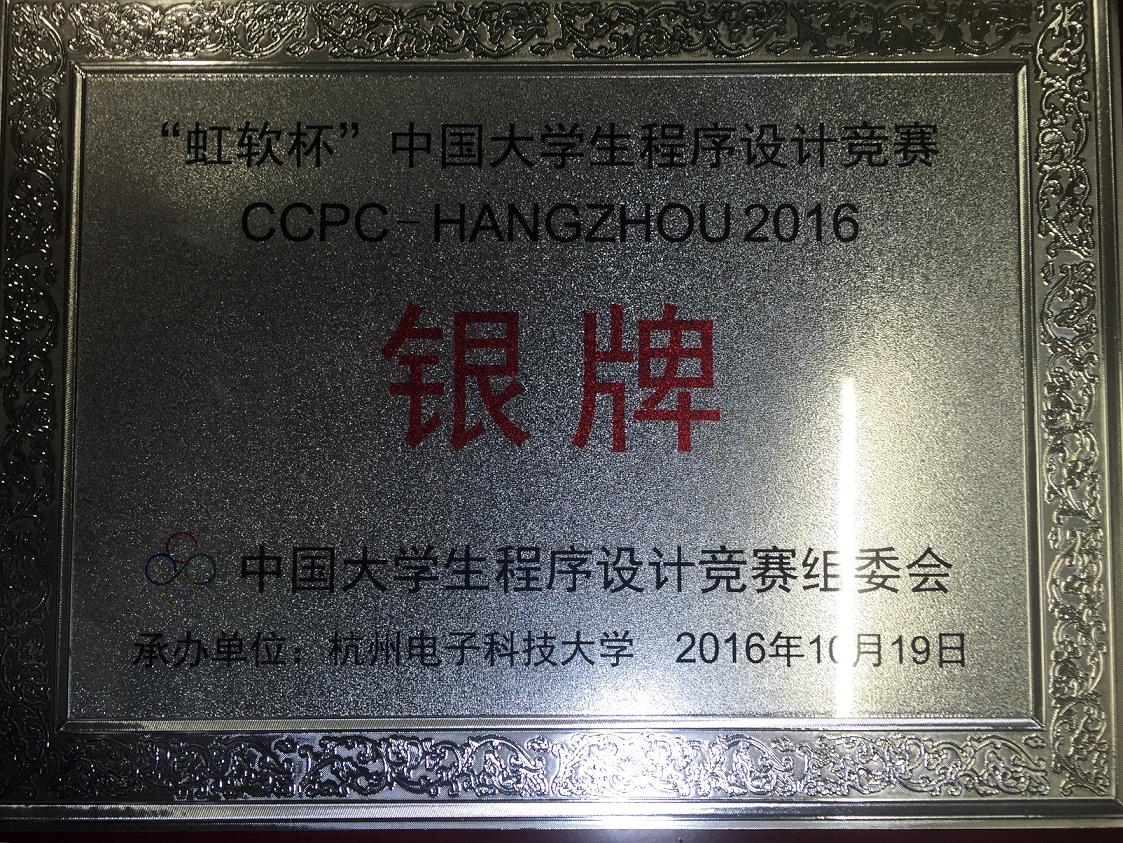 “虹软杯”中国大学生程序设计竞赛
CCPC-HANGZHOU 2016
银牌
中国大学生程序设计竞赛组委会
承办单位：杭州电子科技大学 2016年10月19日